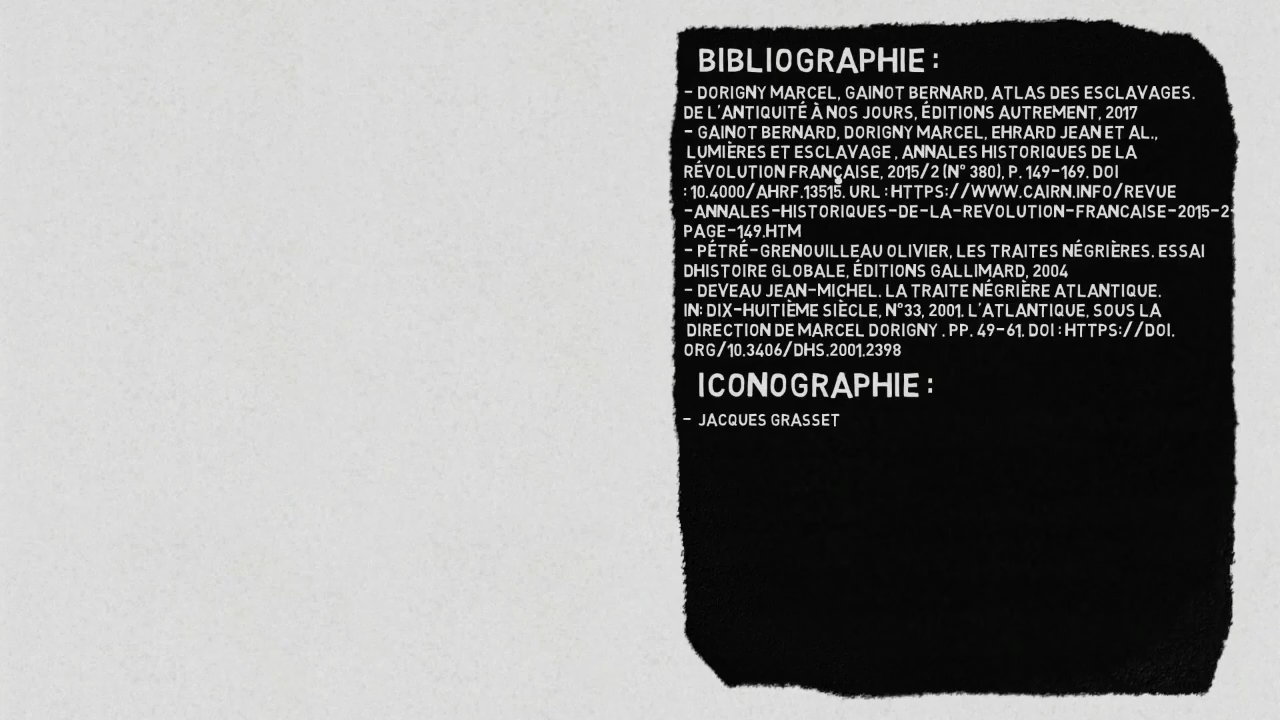 BIBLIOGRAPHIE :
- DORIGNY MARCEL, GAINOT BERNARD, ATLAS DES ESCLAVAGES.
DE L'ANTIQUITÉ À NOS JOURS, ÉDITIONS AUTREMENT, 2017
- GAINOT BERNARD, DORIGNY MARCEL, EHRARD JEAN ET AL.,
LUMIÈRES ET ESCLAVAGE , ANNALES HISTORIQUES DE LA
RÉVOLUTION FRANÇAISE, 2015/2 (N° 380), P. 149-169. DOI
: 10.4000/AHRF.13515. URL : HTTPS://WWW.CAIRN.INFO/REVUE
-ANNALES-HISTORIQUES-DE-LA-REVOLUTION-FRANCAISE-2015-2-
PAGE-149.HTM
- PÉTRÉ-GRENOUILLEAU OLIVIER, LES TRAITES NÉGRIÈRES. ESSAI
DHISTOIRE GLOBALE, ÉDITIONS GALLIMARD, 2004
- DEVEAU JEAN-MICHEL. LA TRAITE NÉGRIÈRE ATLANTIQUE.
IN: DIX-HUITIÈME SIÈCLE, N°33, 2001. L'ATLANTIQUE, SOUS LA
DIRECTION DE MARCEL DORIGNY . PP. 49-61. DOI : HTTPS://DOI.
ORG/10.3406/DHS.2001.2398
ICONOGRAPHIE :
- JACQUES GRASSET